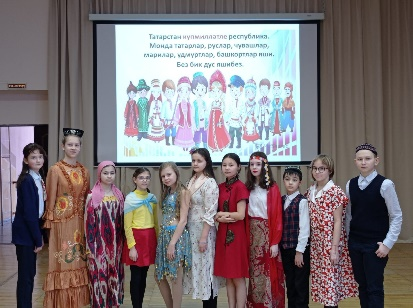 Татарстан күпмилләтле республика.
Монда татарлар, руслар, чувашлар,
марилар, удмуртлар, башкортлар яши.
Без бик дус яшибез.